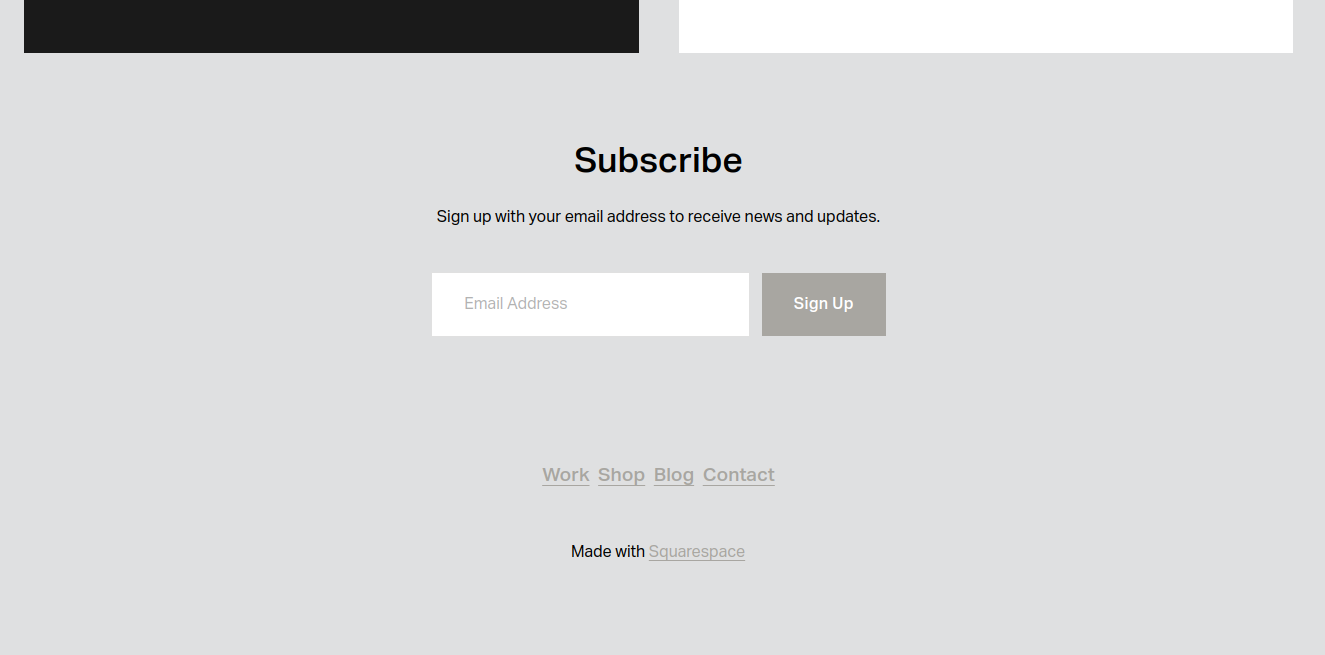 Subscribe
Sign up with your email address to receive news and updates.
Email Address Sign Up
Work Shop Blog Contact
Made with Squarespace